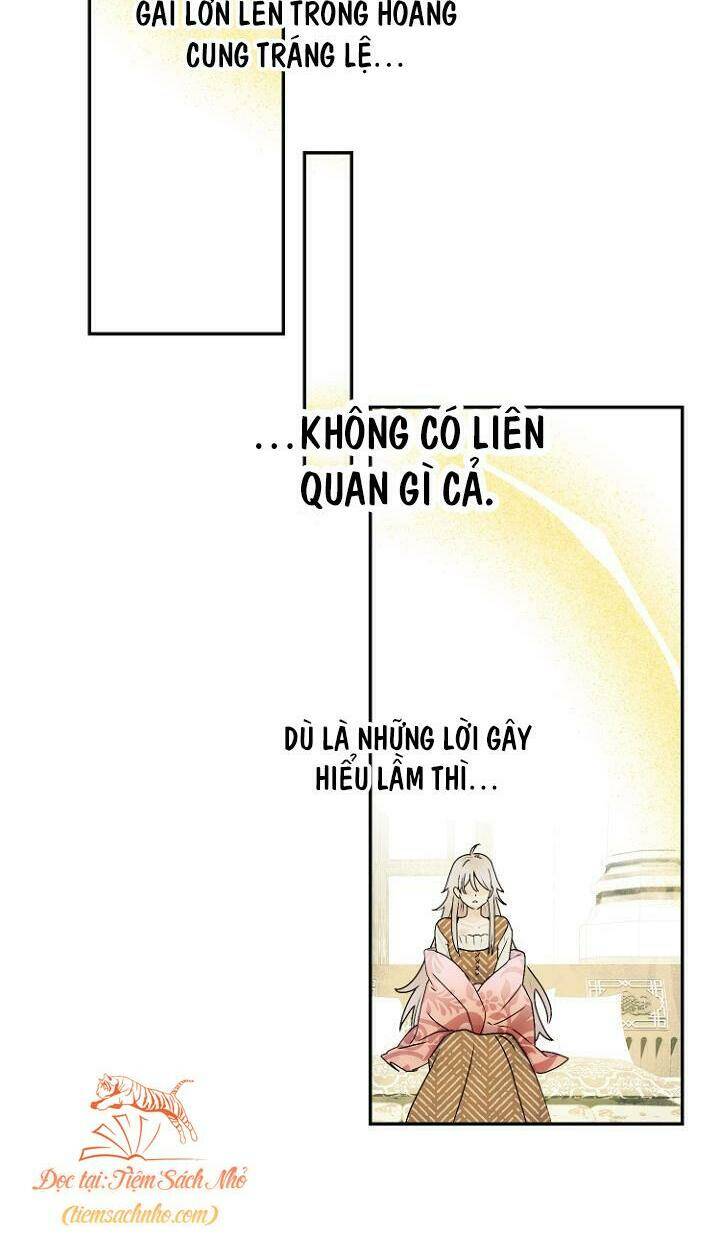 GÁI LỚN LÊN TRONG HOÀNG
CUNG TRÁNG LỆ...
...KHÔNG CÓ LIÊN
QUAN GÌ CẢ.
DÙ LÀ NHỮNG LỜI GÂY
HIỂU LẦM THÌ...
Đọc tại: Tiệm Sách Nhỏ
(tiemsachnho.com)